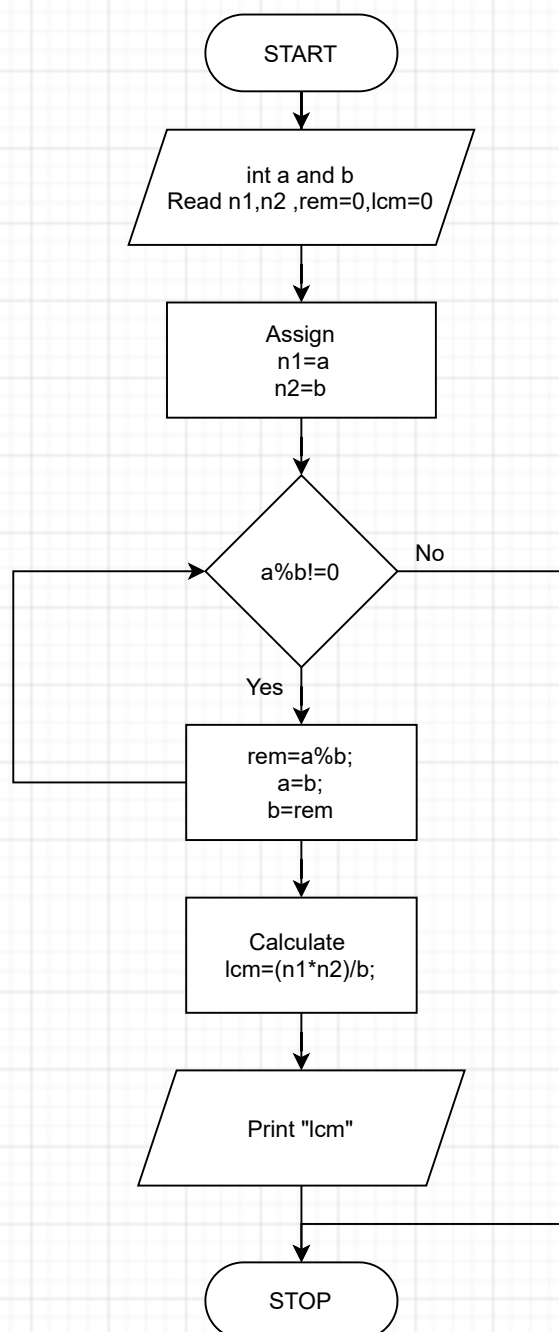 START
int a and b
Read n1,n2 ,rem=0,lcm=0
Assign
n1=a
n2=b
a%b!=0
No
Yes
rem=a%b;
a=b;
b=rem
Calculate
lcm=(n1*n2)/b;
Print "lcm"
STOP